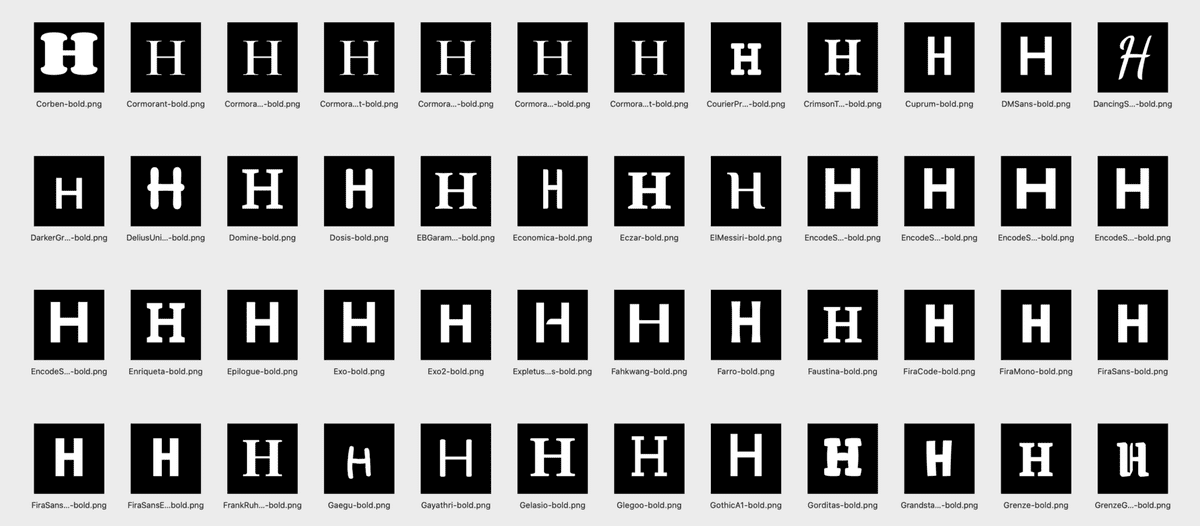 H H H H H H H H H H H H
Corben-bold.png Cormorant-bold.png Cormora...-bold.png Cormora...t-bold.png Cormora...-bold.png Cormora...-bold.png Cormora...t-bold.png CourierPr...-bold.png CrimsonT...-bold.png Cuprum-bold.png DMSans-bold.png DancingS...-bold.png
H H H H H H H H H H H H
DarkerGr...-bold.png DeliusUni...-bold.png Domine-bold.png Dosis-bold.png EBGaram...-bold.png Economica-bold.png Eczar-bold.png ElMessiri-bold.png EncodeS...-bold.png EncodeS...-bold.png EncodeS...-bold.png EncodeS...-bold.png
H H H H H H H H H H H H
EncodeS...-bold.png Enriqueta-bold.png Epilogue-bold.png Exo-bold.png Exo2-bold.png Expletus...s-bold.png Fahkwang-bold.png Farro-bold.png Faustina-bold.png FiraCode-bold.png FiraMono-bold.png FiraSans-bold.png
H H H H H H H H H H H H
FiraSans...-bold.png FiraSansE...bold.png FrankRuh...-bold.png Gaegu-bold.png Gayathri-bold.png Gelasio-bold.png Glegoo-bold.png GothicA1-bold.png Gorditas-bold.png Grandsta...-bold.png Grenze-bold.png GrenzeG...-bold.png